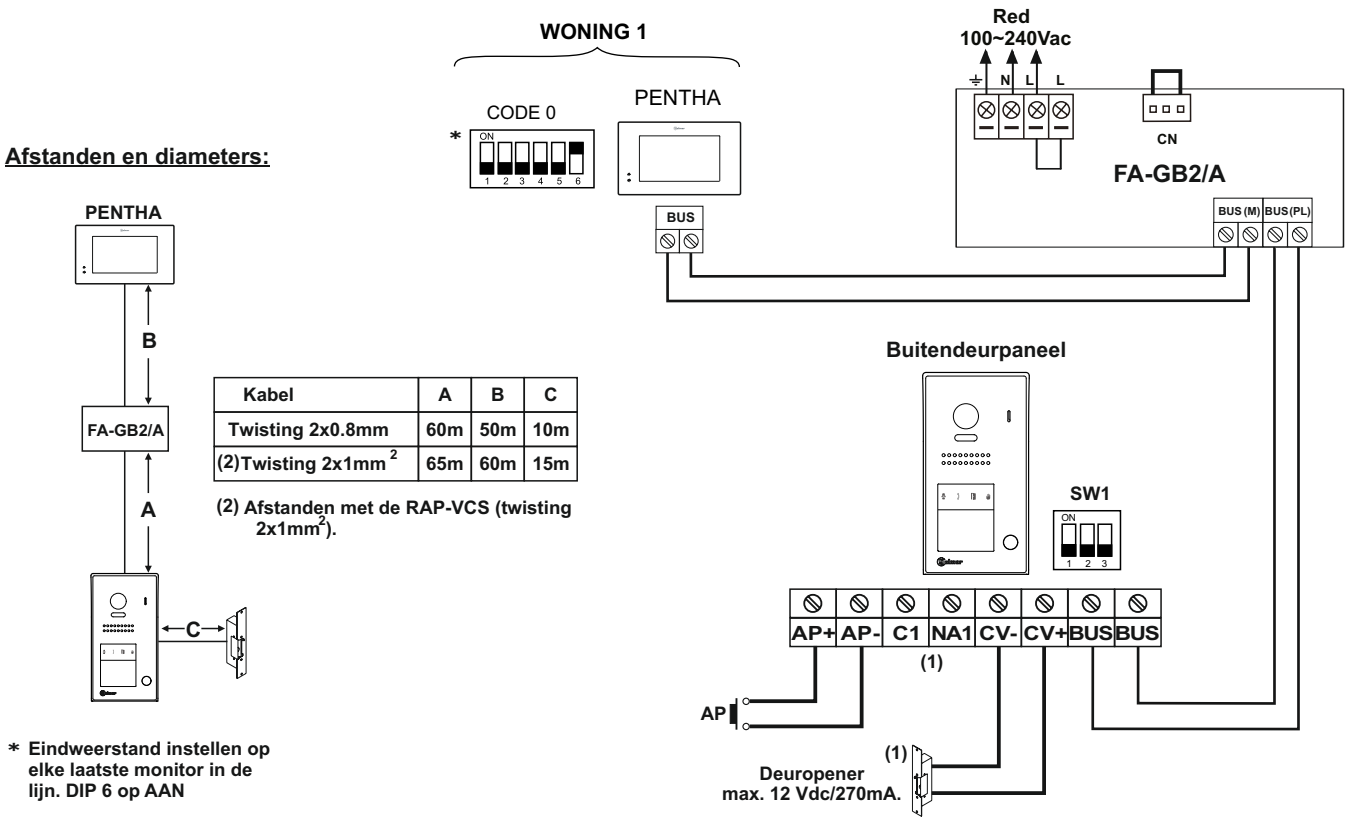 Afstanden en diameters:
PENTHA
B
FA-GB2/A
A
C
* Eindweerstand instellen op
elke laatste monitor in de
lijn. DIP 6 op AAN
Kabel A B C
Twisting 2x0.8mm 60m 50m 10m
(2)Twisting 2x1mm² 65m 60m 15m
(2) Afstanden met de RAP-VCS (twisting
2x1mm²).
WONING 1
CODE 0
*
ON
1 2 3 4 5 6
PENTHA
BUS
Red
100~240Vac
N L L
CN
FA-GB2/A
BUS (M) BUS (PL)
Buitendeurpaneel
SW1
ON
1 2 3
AP+ AP- C1 NA1 CV- CV+ BUS BUS
(1)
AP
(1)
Deuropener
max. 12 Vdc/270mA.